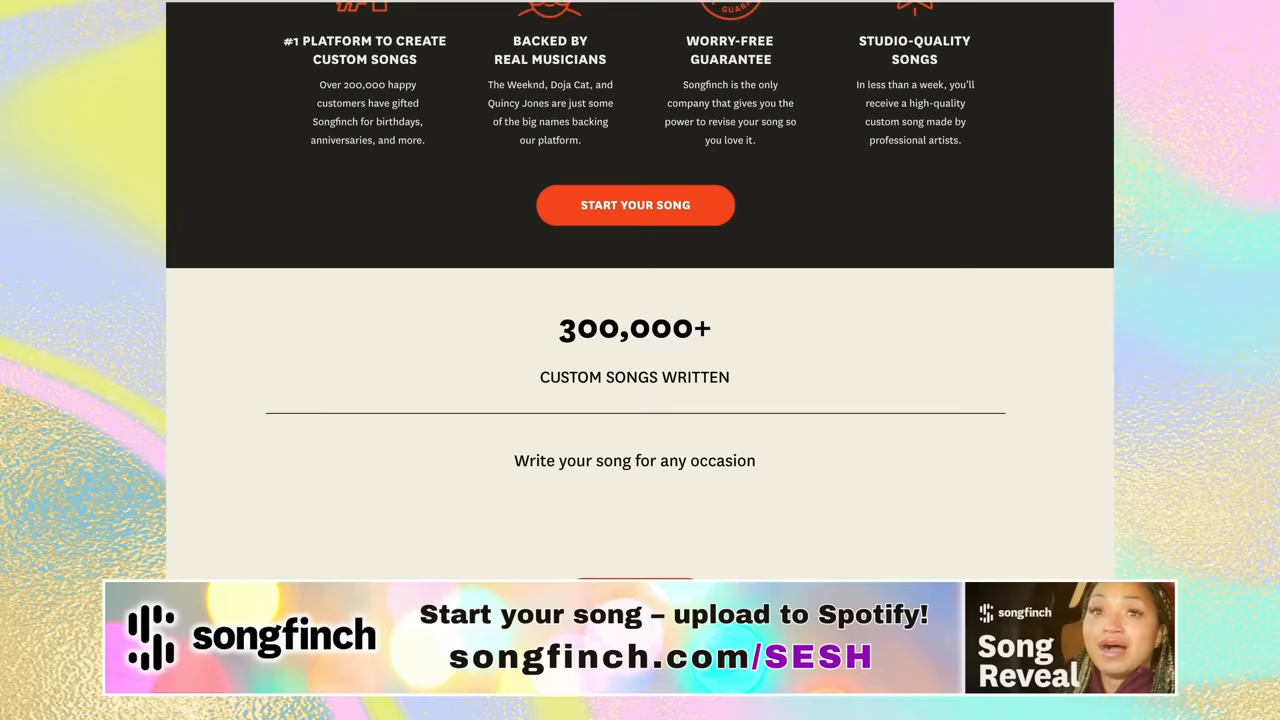 #1 PLATFORM TO CREATE
CUSTOM SONGS
Over 200,000 happy
customers have gifted
Songfinch for birthdays,
anniversaries, and more.
BACKED BY
REAL MUSICIANS
The Weeknd, Doja Cat, and
Quincy Jones are just some
of the big names backing
our platform.
GUARA
WORRY-FREE
GUARANTEE
Songfinch is the only
company that gives you the
power to revise your song so
you love it.
STUDIO-QUALITY
SONGS
In less than a week, you'll
receive a high-quality
custom song made by
professional artists.
START YOUR SONG
300,000+
CUSTOM SONGS WRITTEN
Write your song for any occasion
songfinch
Start your song – upload to Spotify!
songfinch.com/SESH
songfinch
Song
Reveal